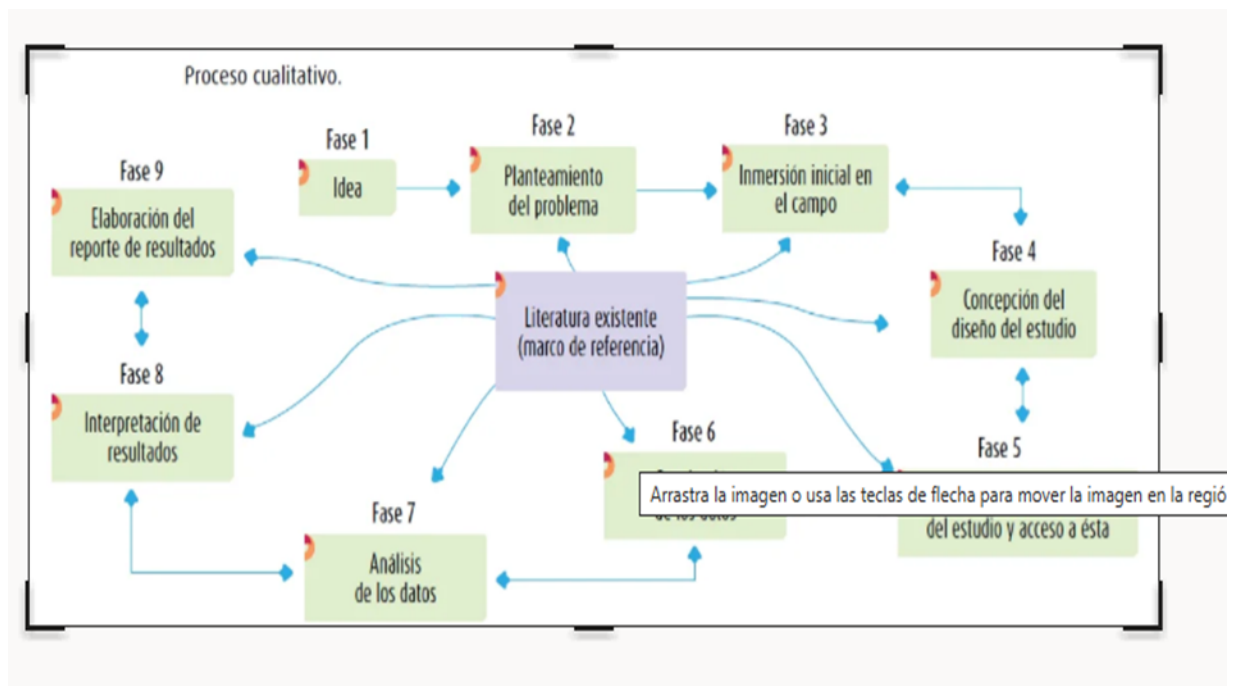 Proceso cualitativo.
Fase 1
Idea
Fase 2
Planteamiento
del problema
Fase 3
Inmersión inicial en
el campo
Fase 4
Concepción del
diseño del estudio
Fase 5
del estudio y acceso a ésta
Fase 6
de los datos
Arrastra la imagen o usa las teclas de flecha para mover la imagen en la regió
Fase 7
Análisis
de los datos
Fase 8
Interpretación de
resultados
Fase 9
Elaboración del
reporte de resultados
Literatura existente
(marco de referencia)